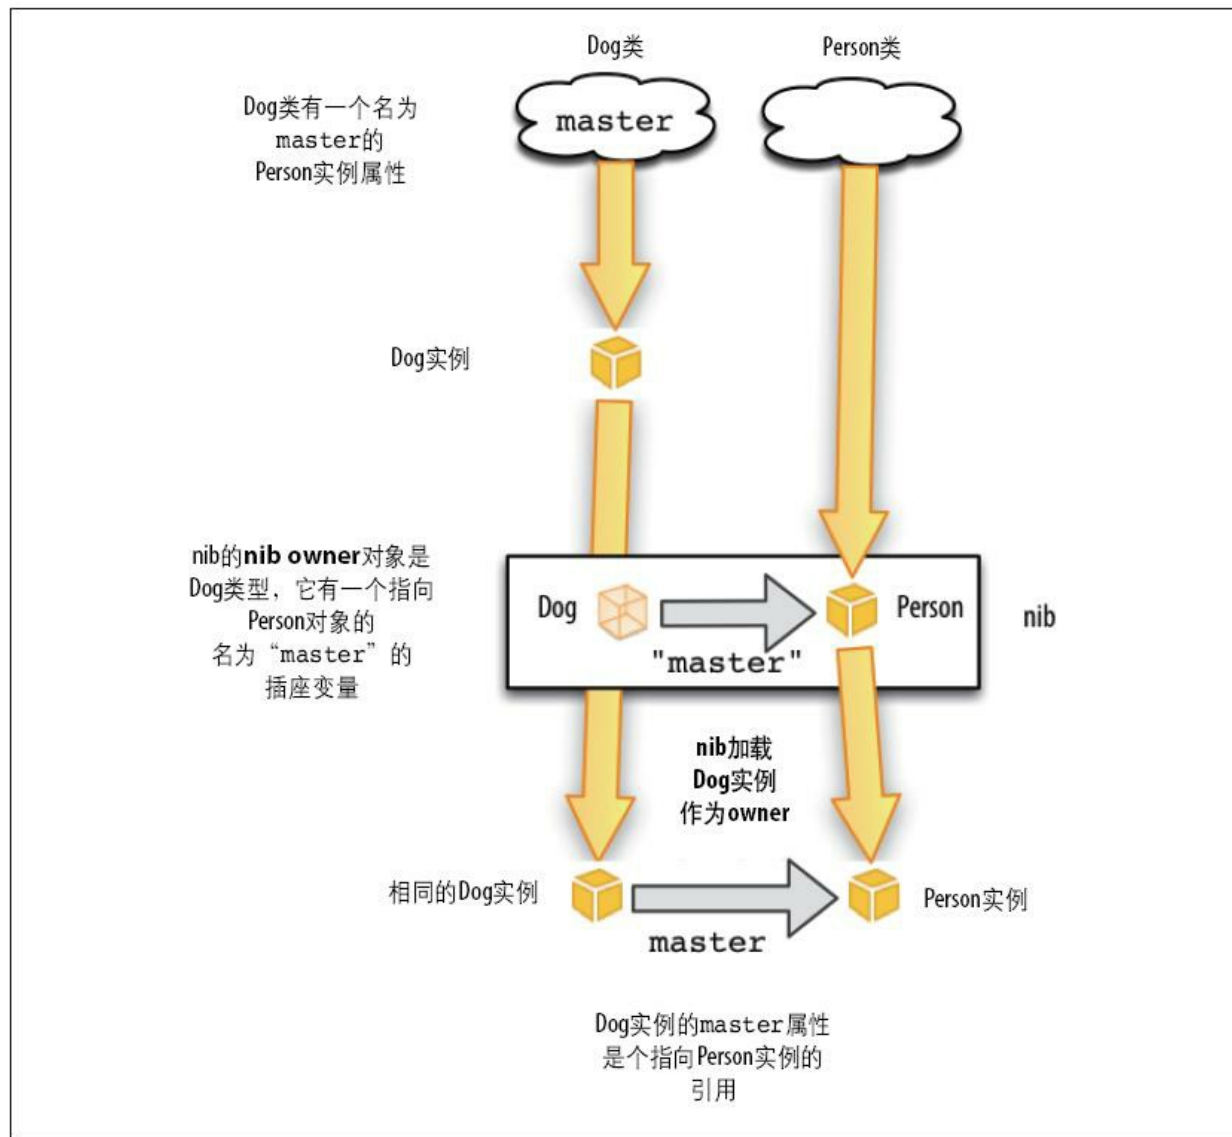 Dog类
Person类
Dog类有一个名为
master的
Person实例属性
master
Dog实例
nib的nib owner对象是
Dog类型，它有一个指向
Person对象的
名为“master”的
插座变量
Dog
Person
nib
"master"
nib加载
Dog实例
作为owner
相同的Dog实例
Person实例
master
Dog实例的master属性
是个指向Person实例的
引用